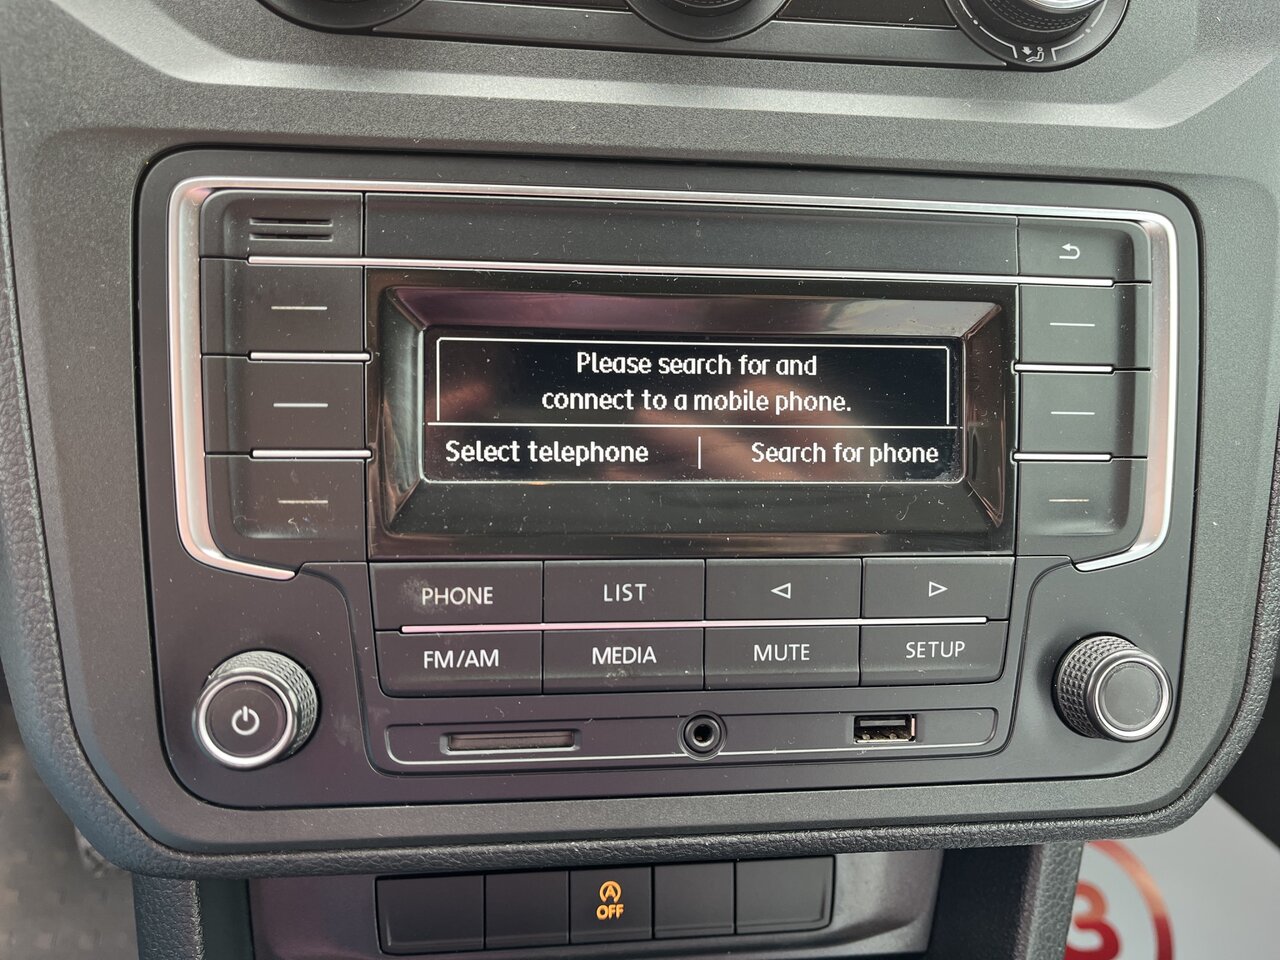 Please search for and
connect to a mobile phone.
Select telephone | Search for phone
PHONE LIST
FM/AM MEDIA MUTE SETUP
A
OFF
B